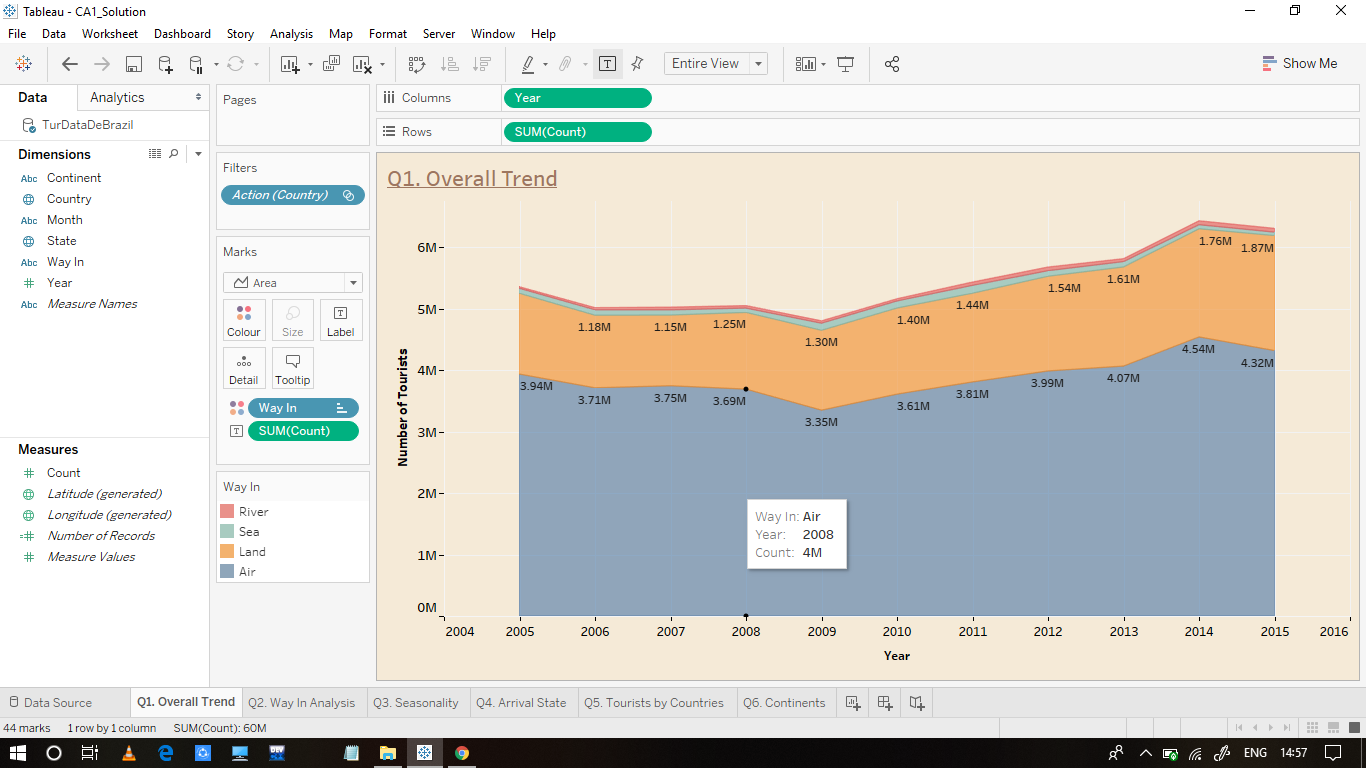 Tableau - CA1_Solution
File Data Worksheet Dashboard Story Analysis Map Format Server Window Help
Entire View
Show Me
Data Analytics
TurDataDeBrazil
Dimensions
Abc Continent
Country
Abc Month
State
Abc Way In
Year
Abc Measure Names
Measures
Count
Latitude (generated)
Longitude (generated)
Number of Records
Measure Values
Pages
Filters
Action (Country)
Marks
Area
Colour Size Label
Detail Tooltip
Way In
SUM(Count)
Way In
River
Sea
Land
Air
Columns Year
Rows SUM(Count)
Q1. Overall Trend
Number of Tourists
6M
5M
4M
3M
2M
1M
0M
1.18M 1.15M 1.25M 1.30M 1.40M 1.44M 1.54M 1.61M 1.76M 1.87M
3.94M 3.71M 3.75M 3.69M 3.35M 3.61M 3.81M 3.99M 4.07M 4.54M 4.32M
Way In: Air
Year: 2008
Count: 4M
2004 2005 2006 2007 2008 2009 2010 2011 2012 2013 2014 2015 2016
Year
Data Source Q1. Overall Trend Q2. Way In Analysis Q3. Seasonality Q4. Arrival State Q5. Tourists by Countries Q6. Continents
44 marks 1 row by 1 column SUM(Count): 60M
ENG 14:57